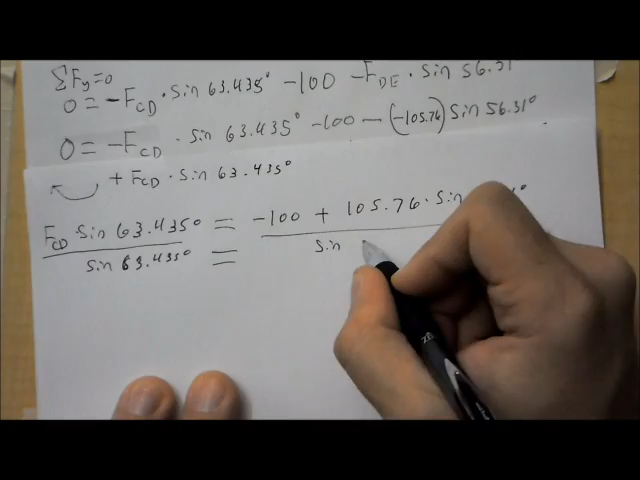 ΣFy=0
0 = -FCD · sin 63.435° -100 -FDE · sin 56.31
0 = -FCD · sin 63.435° -100 - (-105.76) sin 56.31°
+ FCD · sin 63.435°
FCD sin 63.435° = -100 + 105.76 · sin
sin 63.435° = sin